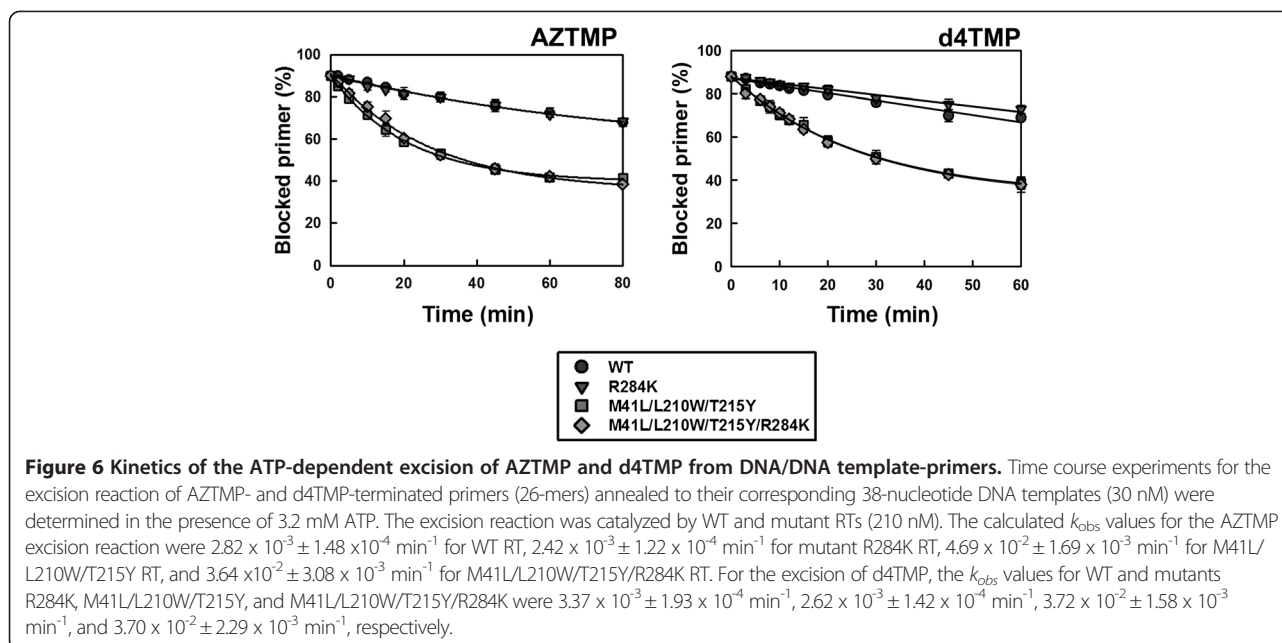 AZTMP
d4TMP
Blocked primer (%)
100
80
60
40
20
0
0 20 40 60 80
Time (min)
Blocked primer (%)
100
80
60
40
20
0
0 10 20 30 40 50 60
Time (min)
WT
R284K
M41L/L210W/T215Y
M41L/L210W/T215Y/R284K
Figure 6 Kinetics of the ATP-dependent excision of AZTMP and d4TMP from DNA/DNA template-primers. Time course experiments for the
excision reaction of AZTMP- and d4TMP-terminated primers (26-mers) annealed to their corresponding 38-nucleotide DNA templates (30 nM) were
determined in the presence of 3.2 mM ATP. The excision reaction was catalyzed by WT and mutant RTs (210 nM). The calculated kobs values for the AZTMP
excision reaction were 2.82 x 10⁻³ ± 1.48 x10⁻⁴ min⁻¹ for WT RT, 2.42 x 10⁻³ ± 1.22 x 10⁻⁴ min⁻¹ for mutant R284K RT, 4.69 x 10⁻² ± 1.69 x 10⁻³ min⁻¹ for M41L/
L210W/T215Y RT, and 3.64 x10⁻² ± 3.08 x 10⁻³ min⁻¹ for M41L/L210W/T215Y/R284K RT. For the excision of d4TMP, the kobs values for WT and mutants
R284K, M41L/L210W/T215Y, and M41L/L210W/T215Y/R284K were 3.37 x 10⁻³ ± 1.93 x 10⁻⁴ min⁻¹, 2.62 x 10⁻³ ± 1.42 x 10⁻⁴ min⁻¹, 3.72 x 10⁻² ± 1.58 x 10⁻³
min⁻¹, and 3.70 x 10⁻² ± 2.29 x 10⁻³ min⁻¹, respectively.